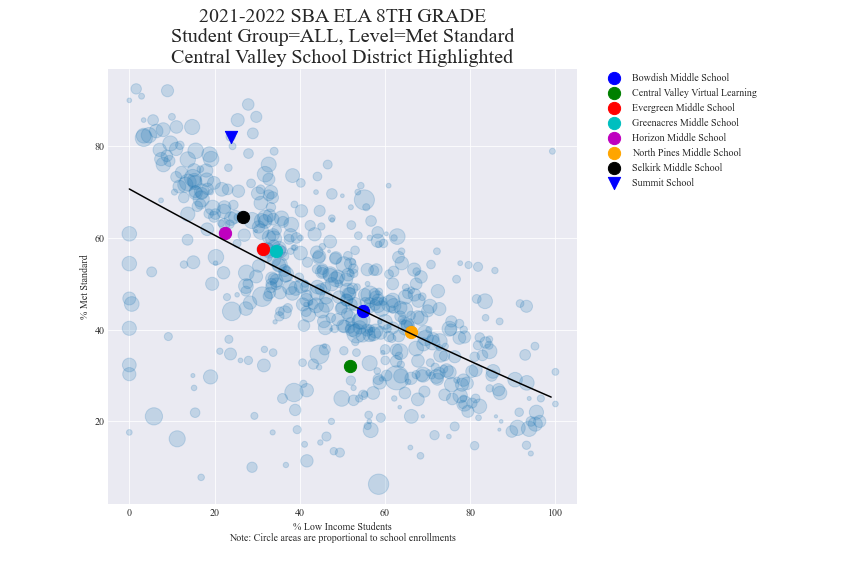 2021-2022 SBA ELA 8TH GRADE
Student Group=ALL, Level=Met Standard
Central Valley School District Highlighted
Bowdish Middle School
Central Valley Virtual Learning
Evergreen Middle School
Greenacres Middle School
Horizon Middle School
North Pines Middle School
Selkirk Middle School
Summit School
% Met Standard
80
60
40
20
0 20 40 60 80 100
% Low Income Students
Note: Circle areas are proportional to school enrollments